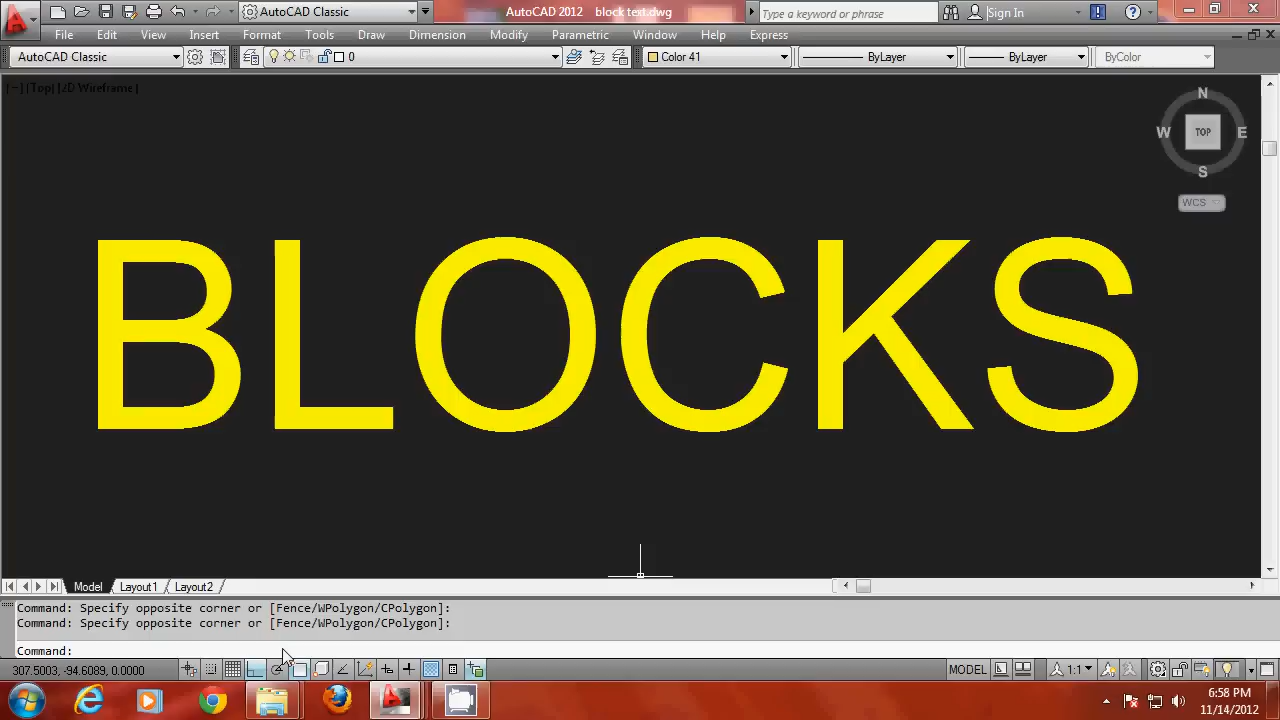 AutoCAD Classic
AutoCAD 2012 block text.dwg
Type a keyword or phrase
Sign In
File Edit View Insert Format Tools Draw Dimension Modify Parametric Window Help Express
AutoCAD Classic
0
Color 41
ByLayer
ByLayer
ByColor
[−] [Top] [2D Wireframe]
N
W TOP E
S
WCS
BLOCKS
Model Layout1 Layout2
Command: Specify opposite corner or [Fence/WPolygon/CPolygon]:
Command: Specify opposite corner or [Fence/WPolygon/CPolygon]:
Command:
307.5003, -94.6089, 0.0000
MODEL
1:1
6:58 PM
11/14/2012